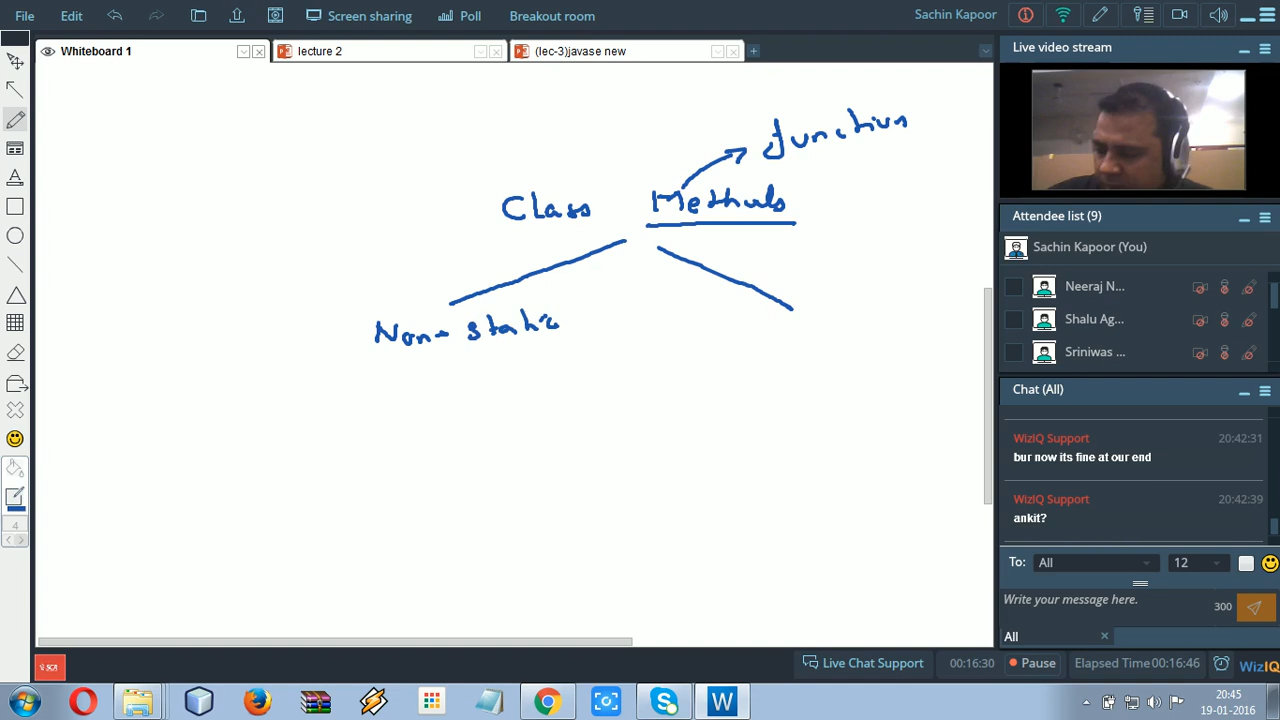 File Edit Screen sharing Poll Breakout room Sachin Kapoor
Whiteboard 1 lecture 2 (lec-3)javase new
Live video stream
function
Class Methods
Non-static
Attendee list (9)
Sachin Kapoor (You)
Neeraj N...
Shalu Ag...
Sriniwas ...
Chat (All)
WizIQ Support 20:42:31
bur now its fine at our end
WizIQ Support 20:42:39
ankit?
To: All 12
Write your message here. 300
All
4
Live Chat Support 00:16:30 Pause Elapsed Time 00:16:46 WizIQ
20:45
19-01-2016